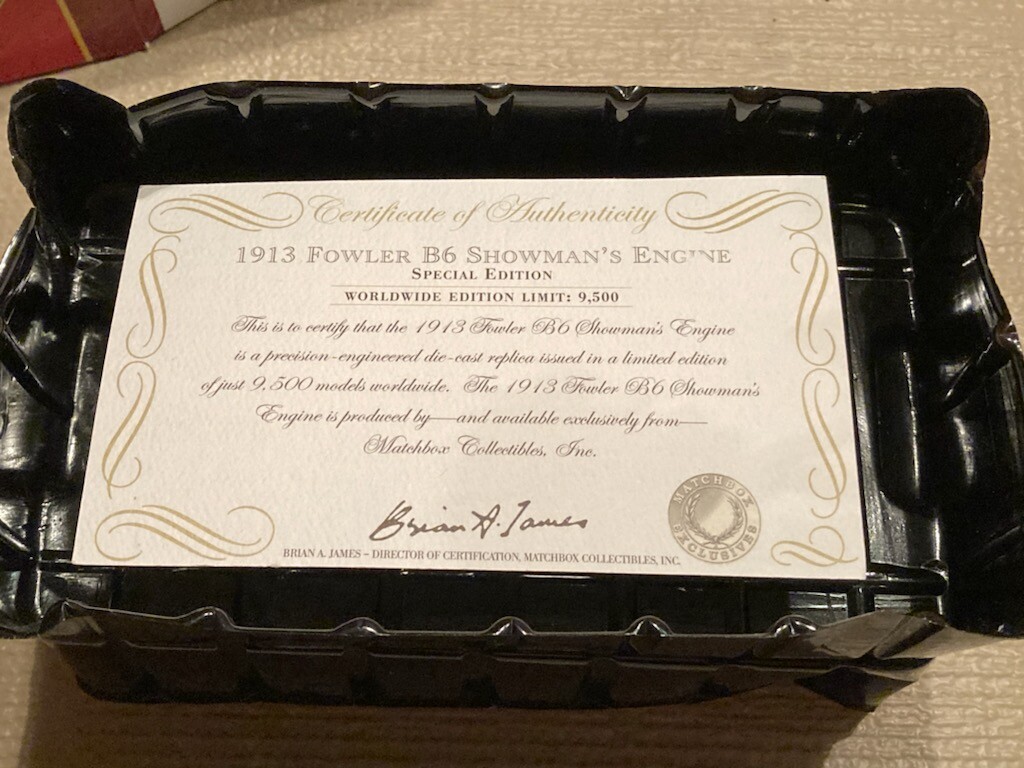 Certificate of Authenticity
1913 FOWLER B6 SHOWMAN'S ENGINE
SPECIAL EDITION
WORLDWIDE EDITION LIMIT: 9,500
This is to certify that the 1913 Fowler B6 Showman's Engine
is a precision-engineered die-cast replica issued in a limited edition
of just 9,500 models worldwide. The 1913 Fowler B6 Showman's
Engine is produced by—and available exclusively from—
Matchbox Collectibles, Inc.
Brian A. James
BRIAN A. JAMES – DIRECTOR OF CERTIFICATION, MATCHBOX COLLECTIBLES, INC.
MATCHBOX
EXCLUSIVES